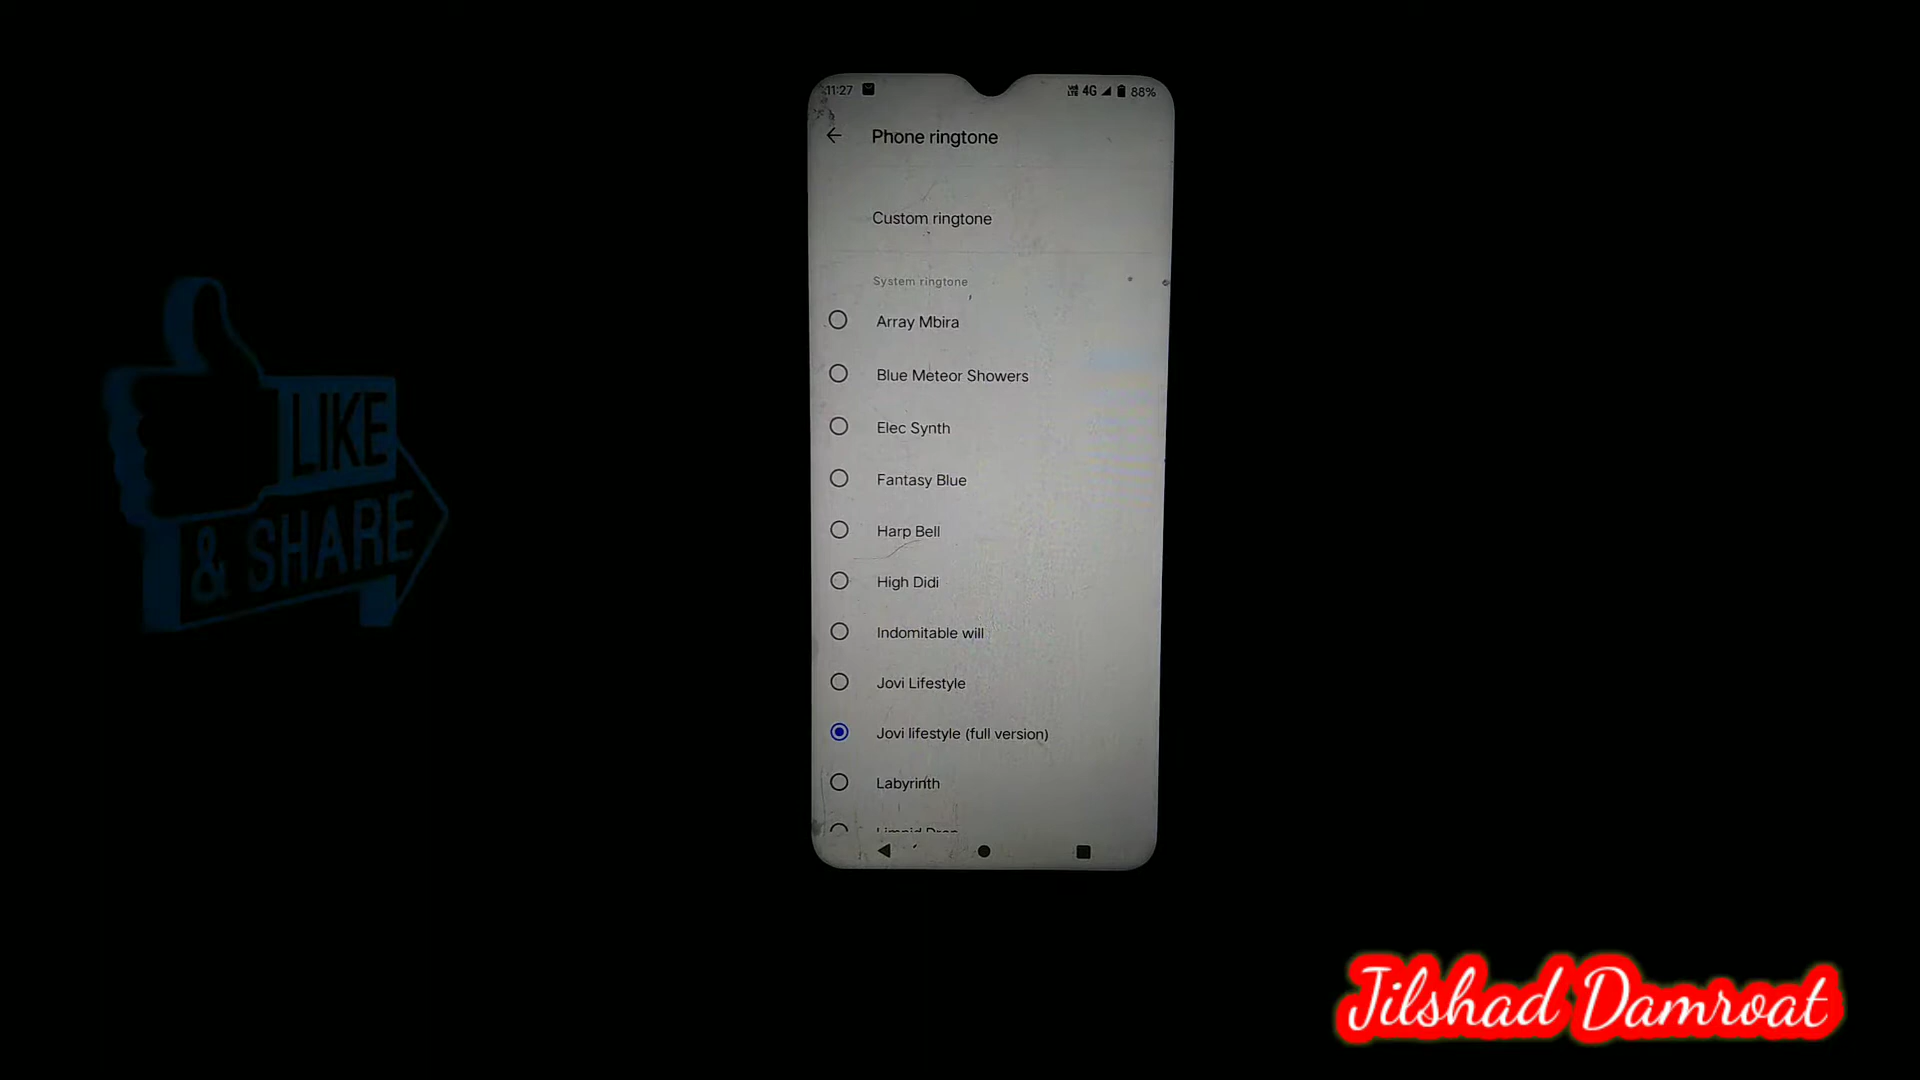 11:27
4G 88%
Phone ringtone
Custom ringtone
System ringtone
Array Mbira
Blue Meteor Showers
Elec Synth
Fantasy Blue
Harp Bell
High Didi
Indomitable will
Jovi Lifestyle
Jovi lifestyle (full version)
Labyrinth
LIKE
& SHARE
Jilshad Damroat